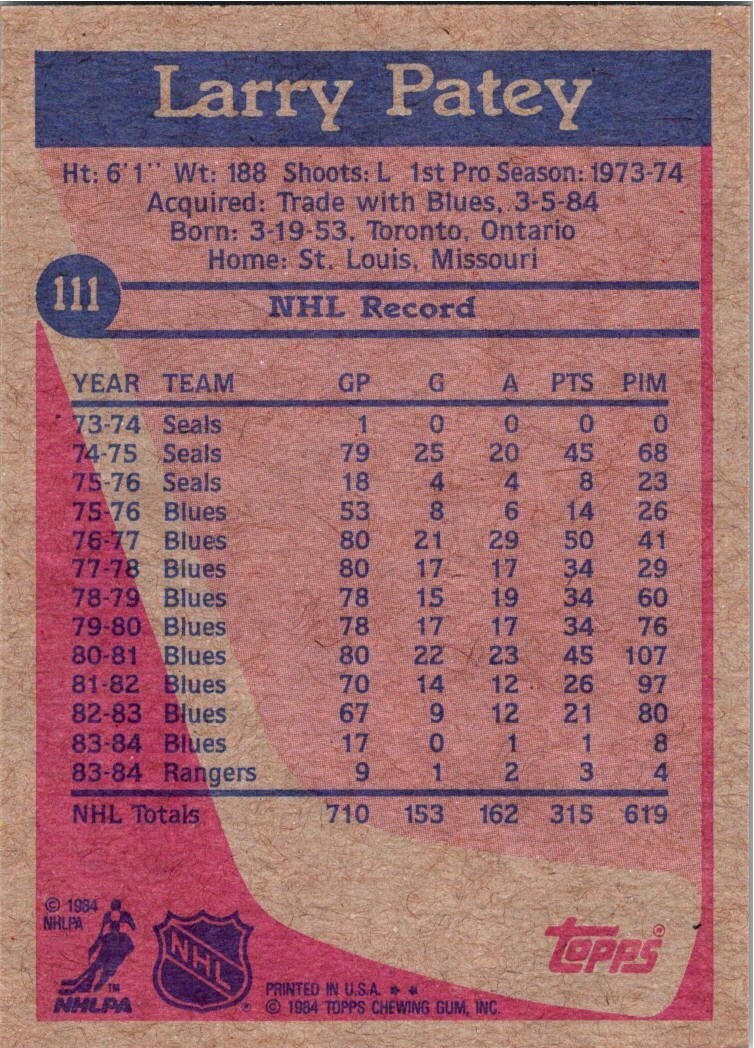 Larry Patey
Ht: 6'1'' Wt: 188 Shoots: L 1st Pro Season: 1973-74
Acquired: Trade with Blues, 3-5-84
Born: 3-19-53, Toronto, Ontario
Home: St. Louis, Missouri
111
NHL Record
YEAR TEAM GP G A PTS PIM
73-74 Seals 1 0 0 0 0
74-75 Seals 79 25 20 45 68
75-76 Seals 18 4 4 8 23
75-76 Blues 53 8 6 14 26
76-77 Blues 80 21 29 50 41
77-78 Blues 80 17 17 34 29
78-79 Blues 78 15 19 34 60
79-80 Blues 78 17 17 34 76
80-81 Blues 80 22 23 45 107
81-82 Blues 70 14 12 26 97
82-83 Blues 67 9 12 21 80
83-84 Blues 17 0 1 1 8
83-84 Rangers 9 1 2 3 4
NHL Totals 710 153 162 315 619
© 1984
NHLPA
TM
NHLPA
NHL
®
TOPPS®
PRINTED IN U.S.A. * *
© 1984 TOPPS CHEWING GUM, INC.